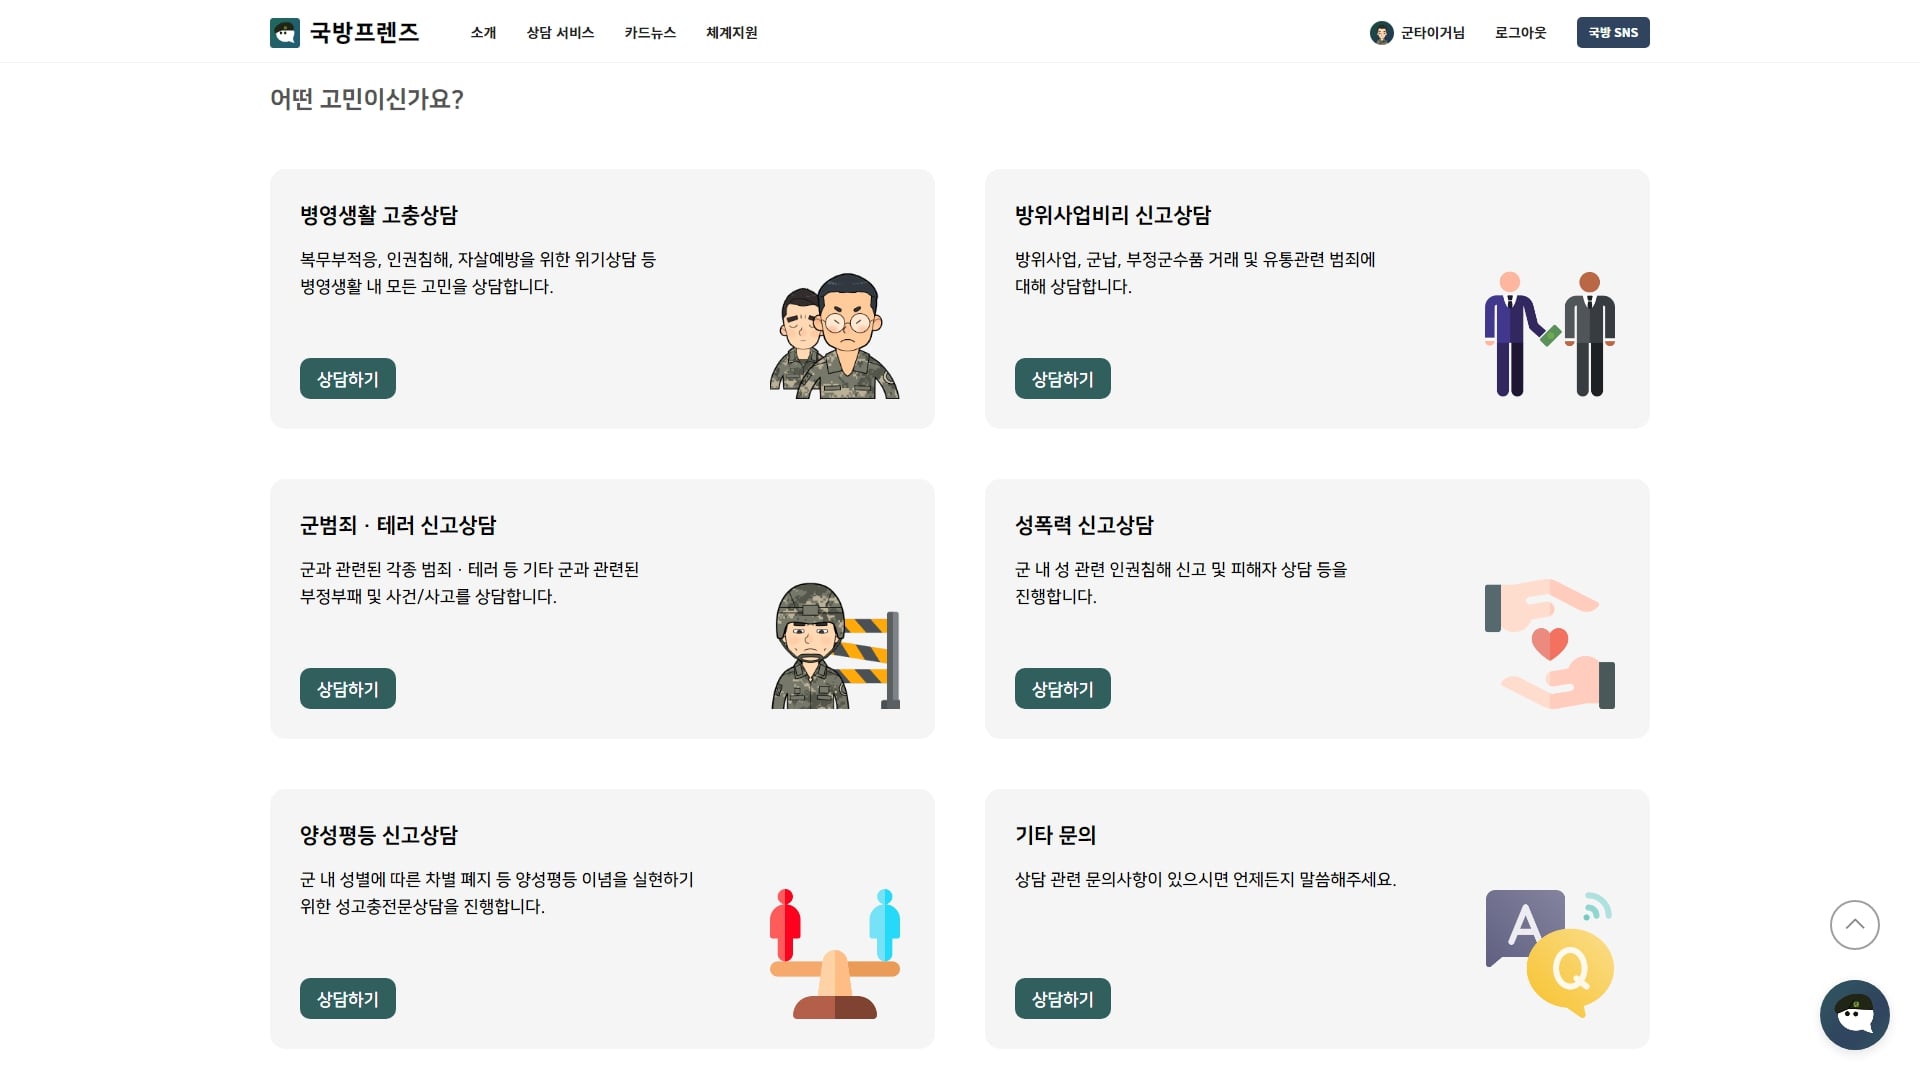 국방프렌즈
소개
상담 서비스
카드뉴스
체계지원
군타이거님
로그아웃
국방 SNS
어떤 고민이신가요?
병영생활 고충상담
복무부적응, 인권침해, 자살예방을 위한 위기상담 등
병영생활 내 모든 고민을 상담합니다.
상담하기
방위사업비리 신고상담
방위사업, 군납, 부정군수품 거래 및 유통관련 범죄에
대해 상담합니다.
상담하기
군범죄 · 테러 신고상담
군과 관련된 각종 범죄 · 테러 등 기타 군과 관련된
부정부패 및 사건/사고를 상담합니다.
상담하기
성폭력 신고상담
군 내 성 관련 인권침해 신고 및 피해자 상담 등을
진행합니다.
상담하기
양성평등 신고상담
군 내 성별에 따른 차별 폐지 등 양성평등 이념을 실현하기
위한 성고충전문상담을 진행합니다.
상담하기
기타 문의
상담 관련 문의사항이 있으시면 언제든지 말씀해주세요.
A
Q
상담하기